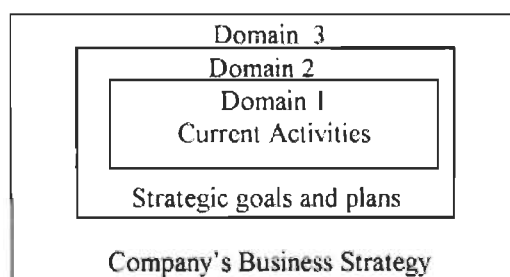 Domain 3
Domain 2
Domain 1
Current Activities
Strategic goals and plans
Company's Business Strategy